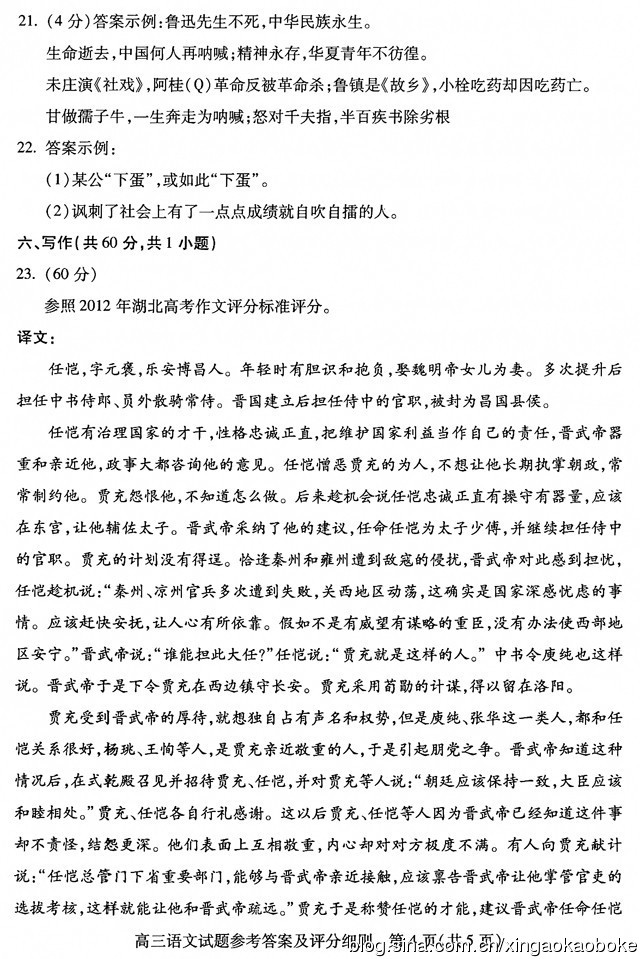 21. (4 分)答案示例:鲁迅先生不死,中华民族永生。
生命逝去,中国何人再呐喊;精神永存,华夏青年不彷徨。
未庄演《社戏》,阿桂(Q)革命反被革命杀;鲁镇是《故乡》,小栓吃药却因吃药亡。
甘做孺子牛,一生奔走为呐喊;怒对千夫指,半百疾书除劣根
22. 答案示例:
(1)某公“下蛋”,或如此“下蛋”。
(2)讽刺了社会上有了一点点成绩就自吹自擂的人。
六、写作(共 60 分,共 1 小题)
23. (60 分)
参照 2012 年湖北高考作文评分标准评分。
译文:
任恺,字元褒,乐安博昌人。年轻时有胆识和抱负,娶魏明帝女儿为妻。多次提升后
担任中书侍郎、员外散骑常侍。晋国建立后担任侍中的官职,被封为昌国县侯。
任恺有治理国家的才干,性格忠诚正直,把维护国家利益当作自己的责任,晋武帝器
重和亲近他,政事大都咨询他的意见。任恺憎恶贾充的为人,不想让他长期执掌朝政,常
常制约他。贾充怨恨他,不知道怎么做。后来趁机会说任恺忠诚正直有操守有器量,应该
在东宫,让他辅佐太子。晋武帝采纳了他的建议,任命任恺为太子少傅,并继续担任侍中
的官职。贾充的计划没有得逞。恰逢秦州和雍州遭到敌寇的侵扰,晋武帝对此感到担忧,
任恺趁机说:“秦州、凉州官兵多次遭到失败,关西地区动荡,这确实是国家深感忧虑的事
情。应该赶快安抚,让人心有所依靠。假如不是有威望有谋略的重臣,没有办法使西部地
区安宁。”晋武帝说:“谁能担此大任?”任恺说:“贾充就是这样的人。”中书令庾纯也这样
说。晋武帝于是下令贾充在西边镇守长安。贾充采用荀勖的计谋,得以留在洛阳。
贾充受到晋武帝的厚待,就想独自占有声名和权势,但是庾纯、张华这一类人,都和任
恺关系很好,杨珧、王恂等人,是贾充亲近敬重的人,于是引起朋党之争。晋武帝知道这种
情况后,在式乾殿召见并招待贾充、任恺,并对贾充等人说:“朝廷应该保持一致,大臣应该
和睦相处。”贾充、任恺各自行礼感谢。这以后贾充、任恺等人因为晋武帝已经知道这件事
却不责怪,结怨更深。他们表面上互相敬重,内心却对对方极度不满。有人向贾充献计
说:“任恺总管门下省重要部门,能够与晋武帝亲近接触,应该禀告晋武帝让他掌管官吏的
选拔考核,这样就能让他和晋武帝疏远。”贾充于是称赞任恺的才能,建议晋武帝任命任恺
高三语文试题参考答案及评分细则 第 4 页(共 5 页)
blog.sina.com.cn/xingaokaoboke